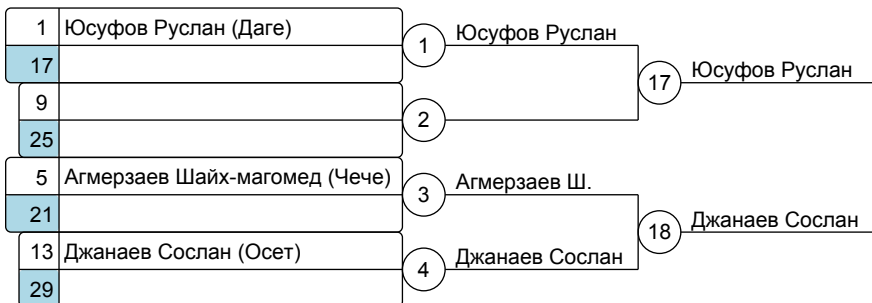 1 Юсуфов Руслан (Даге)
17
1 Юсуфов Руслан
9
25
2
17 Юсуфов Руслан
5 Агмерзаев Шайх-магомед (Чече)
21
3 Агмерзаев Ш.
13 Джанаев Сослан (Осет)
29
4 Джанаев Сослан
18 Джанаев Сослан